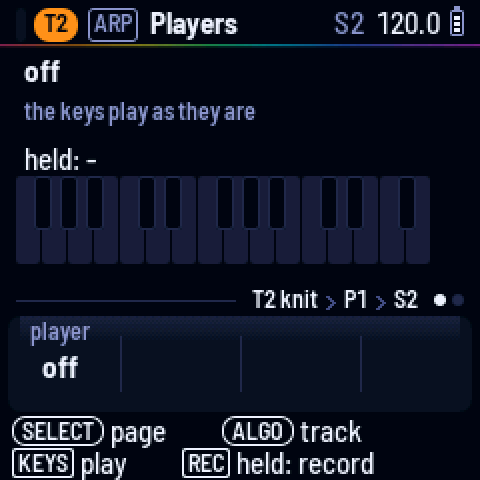 T2 ARP Players S2 120.0
off
the keys play as they are
held: -
T2 knit > P1 > S2
player
off
SELECT page ALGO track
KEYS play REC held: record